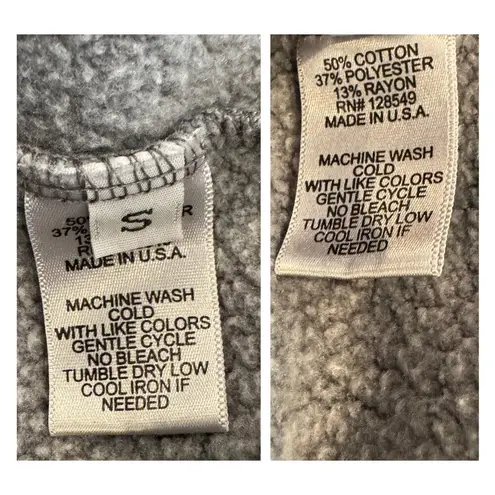 S
50 R
37%
MADE IN U.S.A.
MACHINE WASH
COLD
WITH LIKE COLORS
GENTLE CYCLE
NO BLEACH
TUMBLE DRY LOW
COOL IRON IF
NEEDED
50% COTTON
37% POLYESTER
13% RAYON
RN# 128549
MADE IN U.S.A.
MACHINE WASH
COLD
WITH LIKE COLORS
GENTLE CYCLE
NO BLEACH
TUMBLE DRY LOW
COOL IRON IF
NEEDED